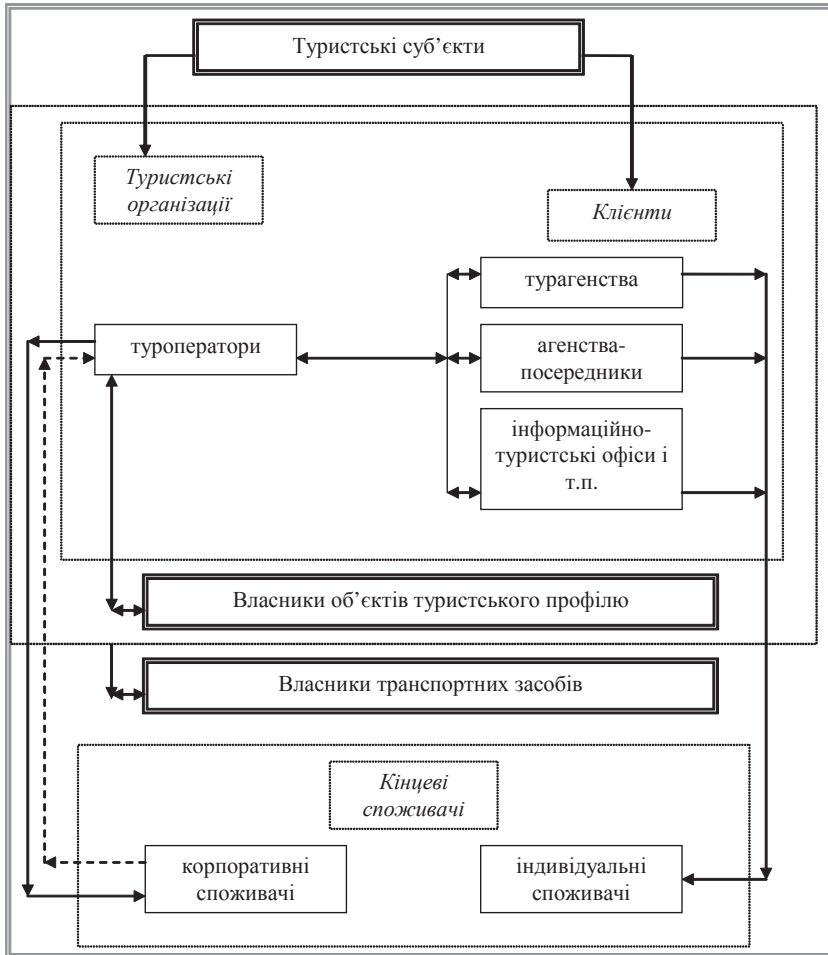 Туристські суб’єкти
Туристські
організації
Клієнти
турагенства
туроператори
агенства-
посередники
інформаційно-
туристські офіси і
т.п.
Власники об’єктів туристського профілю
Власники транспортних засобів
Кінцеві
споживачі
корпоративні
споживачі
індивідуальні
споживачі